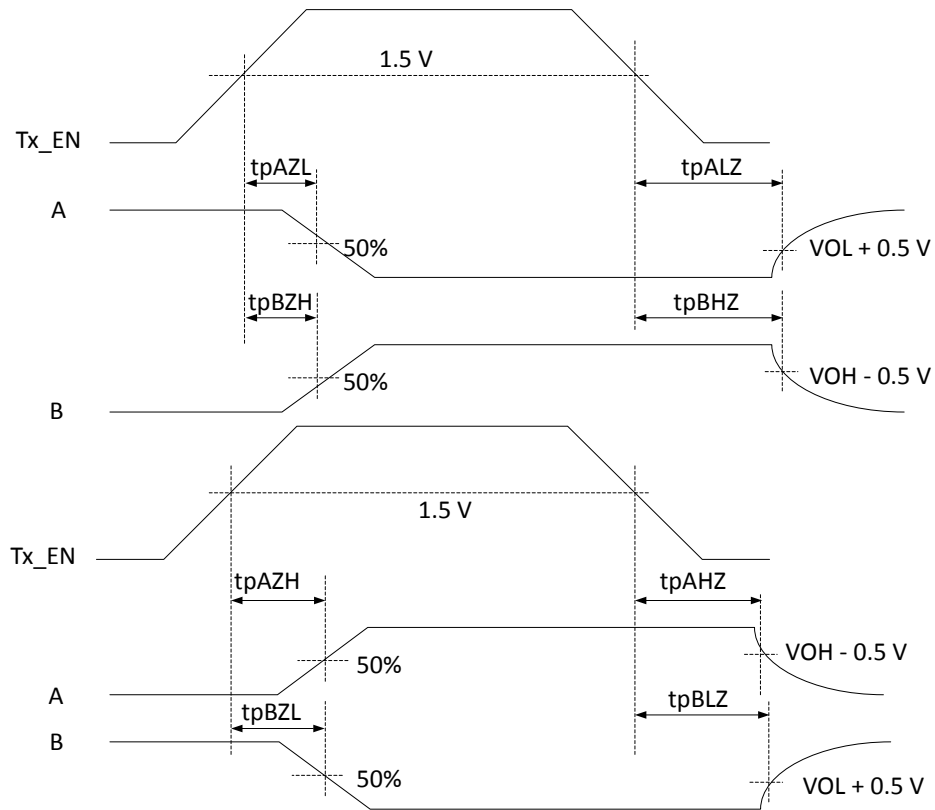 1.5 V
Tx_EN
tpAZL
tpALZ
A
50%
VOL + 0.5 V
tpBZH
tpBHZ
50%
VOH - 0.5 V
B
1.5 V
Tx_EN
tpAZH
tpAHZ
50%
VOH - 0.5 V
A
tpBZL
tpBLZ
B
50%
VOL + 0.5 V